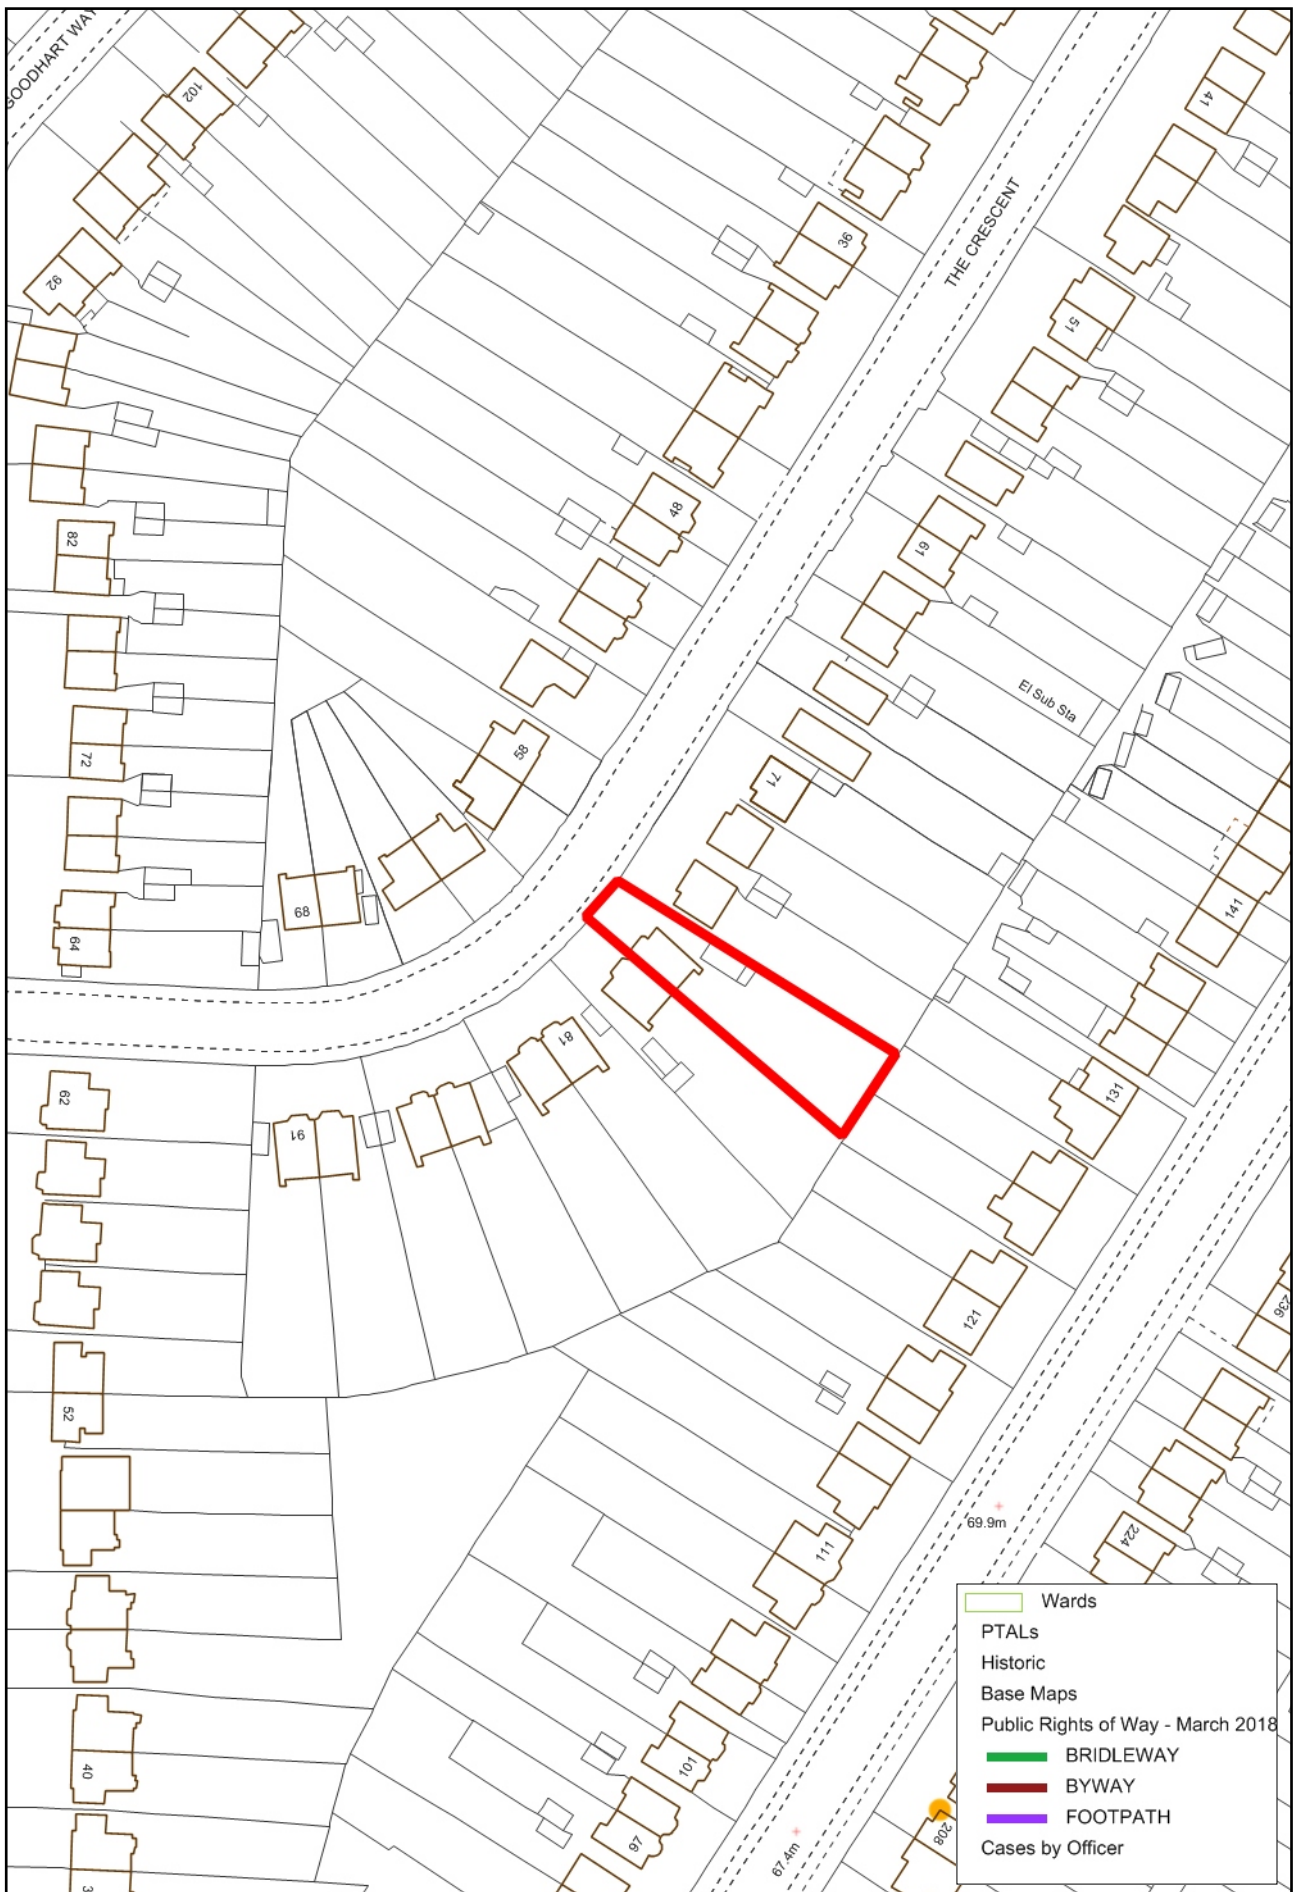 GOODHART WAY
102
41
36
THE CRESCENT
92
51
48
82
61
El Sub Sta
58
72
71
68
141
64
81
62
131
91
236
121
52
69.9m
111
224
40
101
208
97
67.4m
3
Wards
PTALs
Historic
Base Maps
Public Rights of Way - March 2018
BRIDLEWAY
BYWAY
FOOTPATH
Cases by Officer